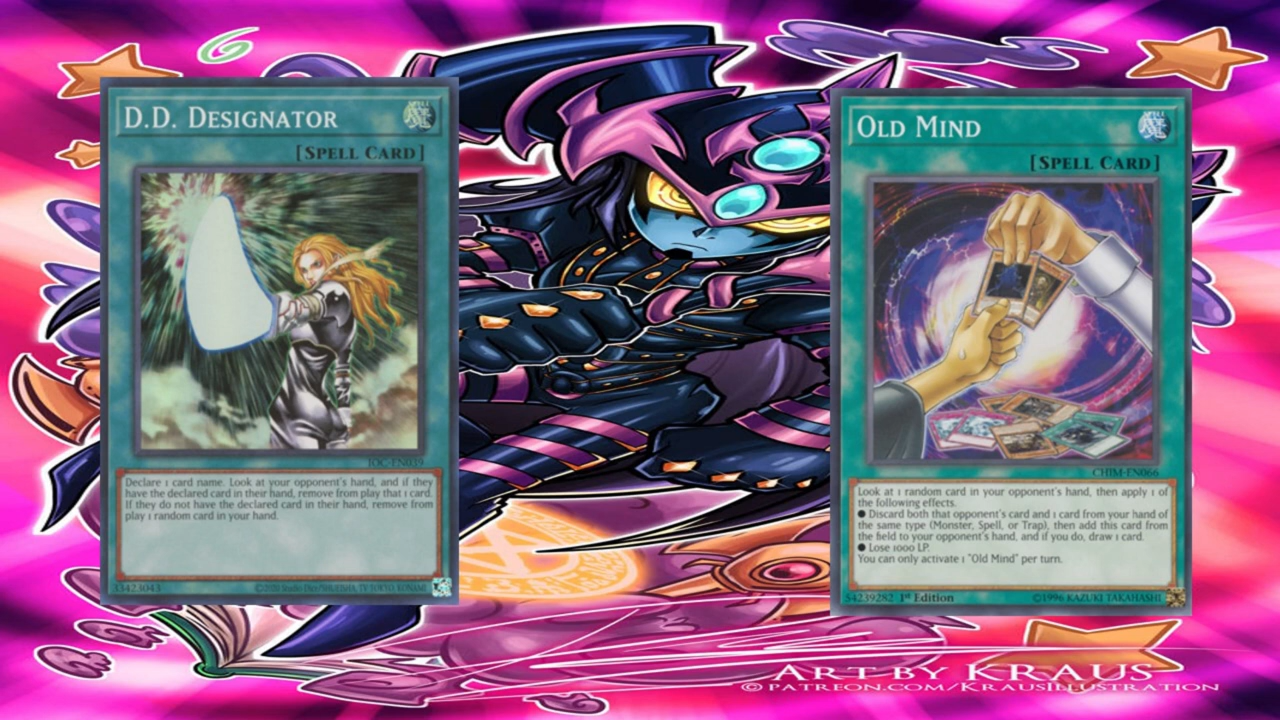 D.D. Designator
[Spell Card]
IOC-EN039
Declare 1 card name. Look at your opponent's hand, and if they
have the declared card in their hand, remove from play that 1 card.
If they do not have the declared card in their hand, remove from
play 1 random card in your hand.
33423043
©2020 Studio Dice/SHUEISHA, TV TOKYO, KONAMI
Old Mind
[Spell Card]
CHIM-EN066
Look at 1 random card in your opponent's hand, then apply 1 of
the following effects.
● Discard both that opponent's card and 1 card from your hand of
the same type (Monster, Spell, or Trap), then add this card from
the field to your opponent's hand, and if you do, draw 1 card.
● Lose 1000 LP.
You can only activate 1 "Old Mind" per turn.
54239282 1st Edition
©1996 KAZUKI TAKAHASHI
Art by Kraus
© patreon.com/KrausIllustration